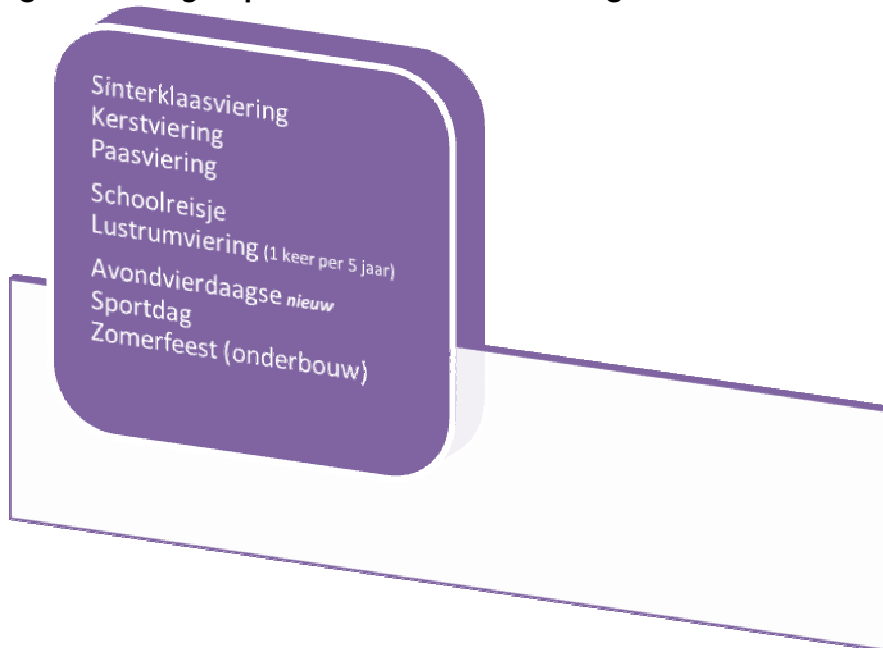 Sinterklaasviering
Kerstviering
Paasviering
Schoolreisje
Lustrumviering (1 keer per 5 jaar)
Avondvierdaagse nieuw
Sportdag
Zomerfeest (onderbouw)